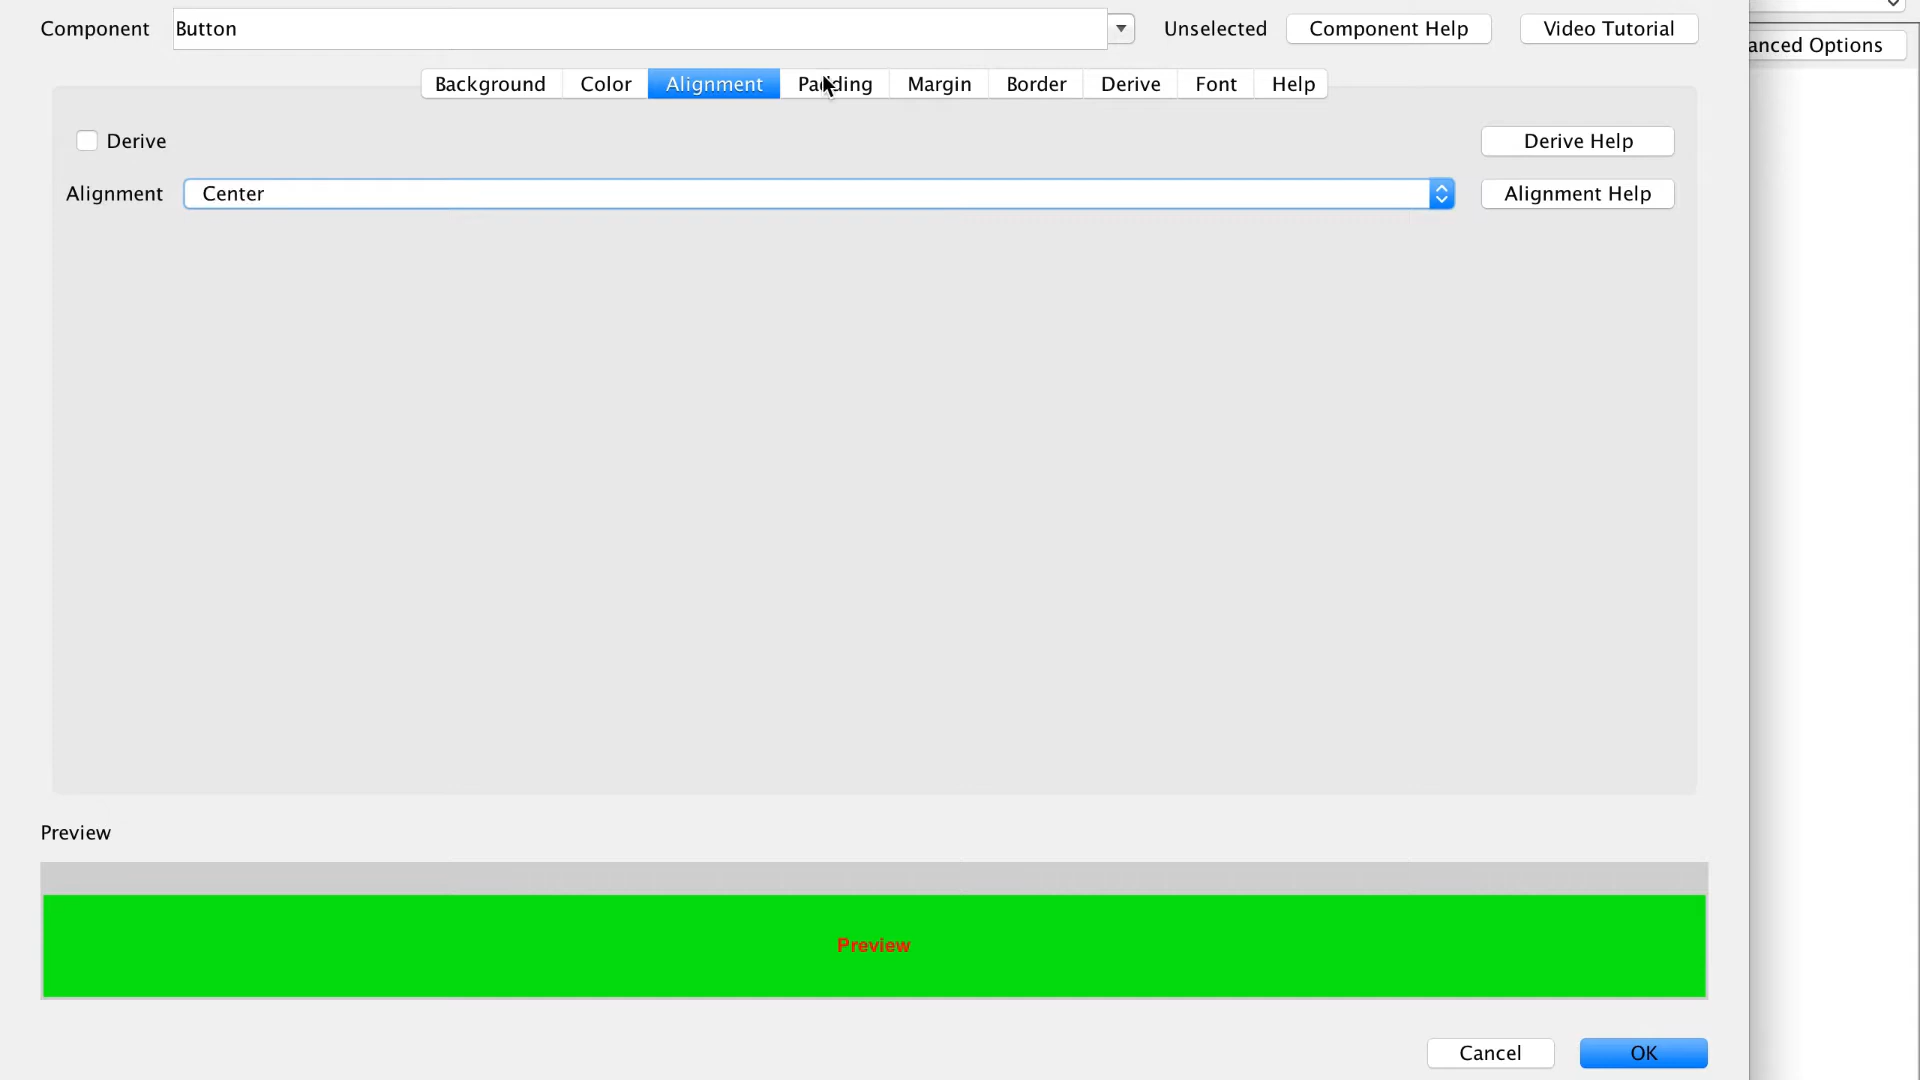 Component Button Unselected Component Help Video Tutorial
anced Options
Background Color Alignment Padding Margin Border Derive Font Help
Derive Derive Help
Alignment Center Alignment Help
Preview
Preview
Cancel OK